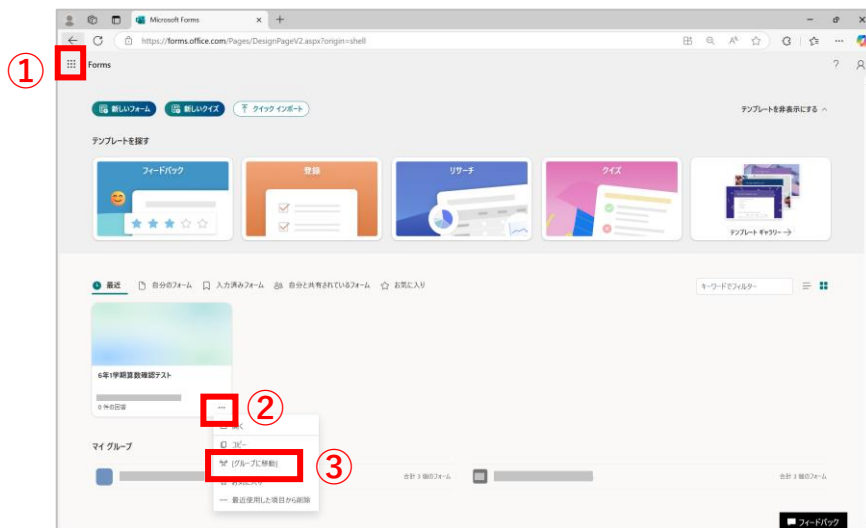 Microsoft Forms
https://forms.office.com/Pages/DesignPageV2.aspx?origin=shell
①
Forms
新しいフォーム
新しいクイズ
クイック インポート
テンプレートを非表示にする
テンプレートを探す
フィードバック
登録
リサーチ
クイズ
テンプレート ギャラリー →
最近
自分のフォーム
入力済みフォーム
自分と共有されているフォーム
お気に入り
キーワードでフィルター
6年1学期算数確認テスト
0 件の回答
②
コピー
マイ グループ
[グループに移動]
③
合計 3 個のフォーム
合計 3 個のフォーム
お気に入り
最近使用した項目から削除
フィードバック